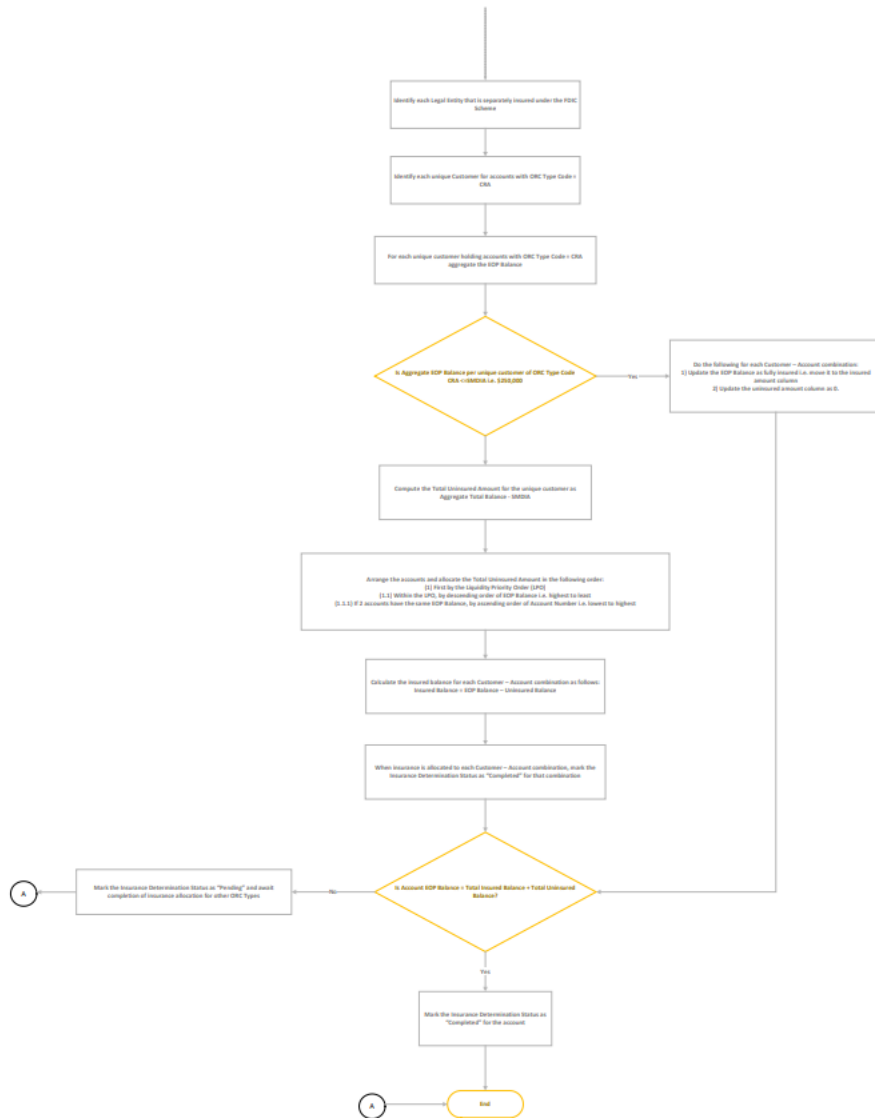 Identify each Legal Entity that is separately insured under the FDIC
Scheme
Identify each unique Customer for accounts with ORC Type Code =
CRA
For each unique customer holding accounts with ORC Type Code = CRA
aggregate the EOP Balance
Is Aggregate EOP Balance per unique customer of ORC Type Code
CRA <=SMDIA i.e. $250,000
Yes
Do the following for each Customer – Account combination:
1) Update the EOP Balance as fully insured i.e. move it to the insured
amount column
2) Update the uninsured amount column as 0.
Compute the Total Uninsured Amount for the unique customer as
Aggregate Total Balance - SMDIA
Arrange the accounts and allocate the Total Uninsured Amount in the following order:
(1) First by the Liquidity Priority Order (LPO)
(1.1) Within the LPO, by descending order of EOP Balance i.e. highest to least
(1.1.1) If 2 accounts have the same EOP Balance, by ascending order of Account Number i.e. lowest to highest
Calculate the insured balance for each Customer – Account combination as follows:
Insured Balance = EOP Balance – Uninsured Balance
When insurance is allocated to each Customer – Account combination, mark the
Insurance Determination Status as "Completed" for that combination
Is Account EOP Balance = Total Insured Balance + Total Uninsured
Balance?
No
Mark the Insurance Determination Status as "Pending" and await
completion of insurance allocation for other ORC Types
A
Yes
Mark the Insurance Determination Status as
"Completed" for the account
A
End